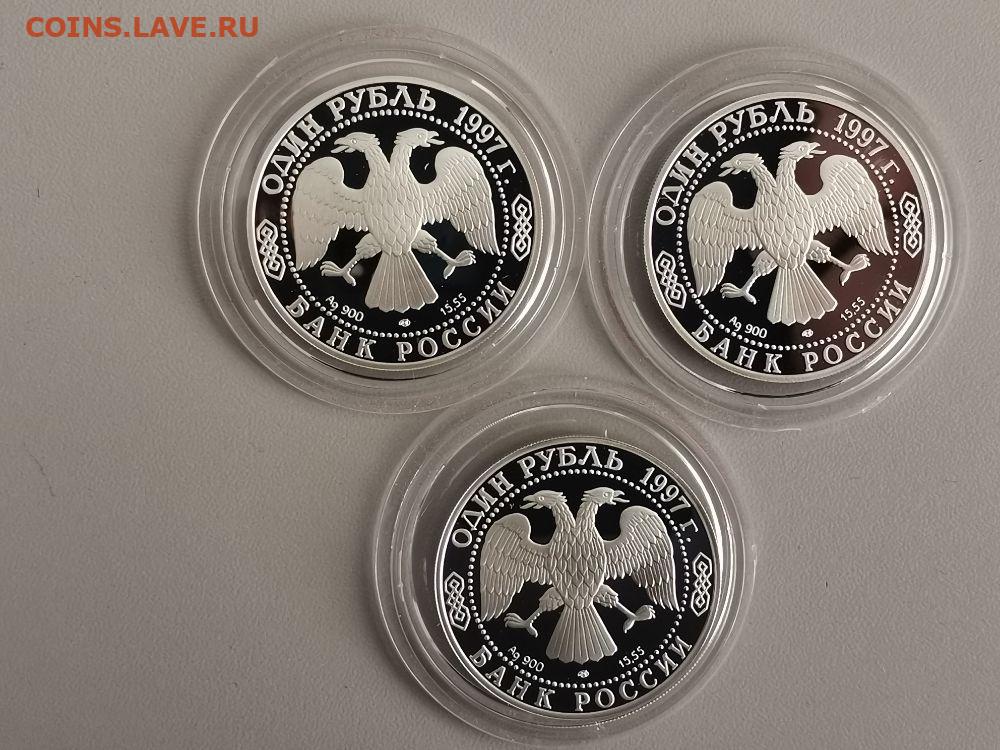 COINS.LAVE.RU
ОДИН РУБЛЬ 1997 г.
Ag 900 15.55
БАНК РОССИИ
ОДИН РУБЛЬ 1997 г.
Ag 900 15.55
БАНК РОССИИ
ОДИН РУБЛЬ 1997 г.
Ag 900 15.55
БАНК РОССИИ